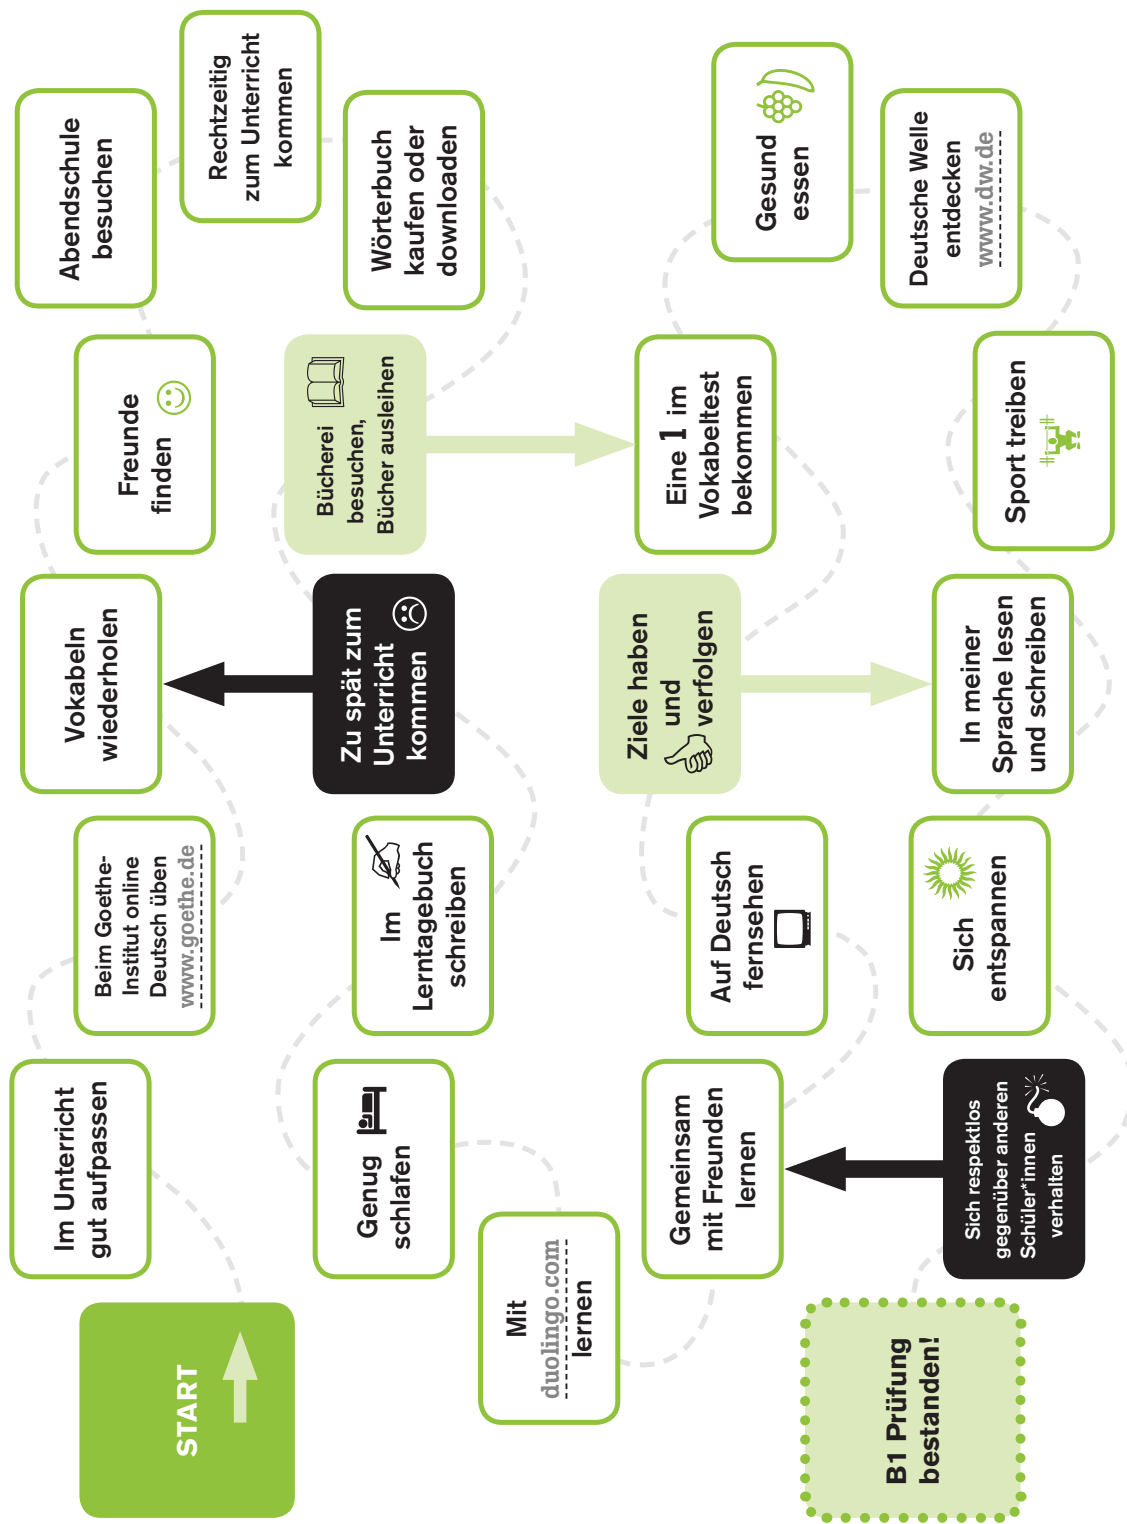 START
Im Unterricht
gut aufpassen
Beim Goethe-
Institut online
Deutsch üben
www.goethe.de
Vokabeln
wiederholen
Freunde
finden
Abendschule
besuchen
Rechtzeitig
zum Unterricht
kommen
Wörterbuch
kaufen oder
downloaden
Bücherei
besuchen,
Bücher ausleihen
Zu spät zum
Unterricht
kommen
Im
Lerntagebuch
schreiben
Genug
schlafen
Mit
duolingo.com
lernen
Gemeinsam
mit Freunden
lernen
Auf Deutsch
fernsehen
Ziele haben
und
verfolgen
Eine 1 im
Vokabeltest
bekommen
Gesund
essen
Deutsche Welle
entdecken
www.dw.de
Sport treiben
In meiner
Sprache lesen
und schreiben
Sich
entspannen
Sich respektlos
gegenüber anderen
Schüler*innen
verhalten
B1 Prüfung
bestanden!